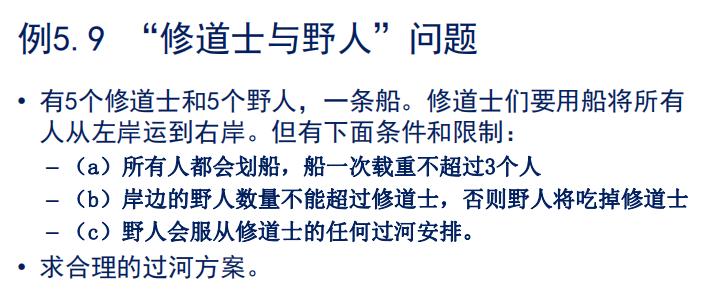 例5.9 “修道士与野人”问题
• 有5个修道士和5个野人，一条船。修道士们要用船将所有
人从左岸运到右岸。但有下面条件和限制：
– （a）所有人都会划船，船一次载重不超过3个人
– （b）岸边的野人数量不能超过修道士，否则野人将吃掉修道士
– （c）野人会服从修道士的任何过河安排。
• 求合理的过河方案。